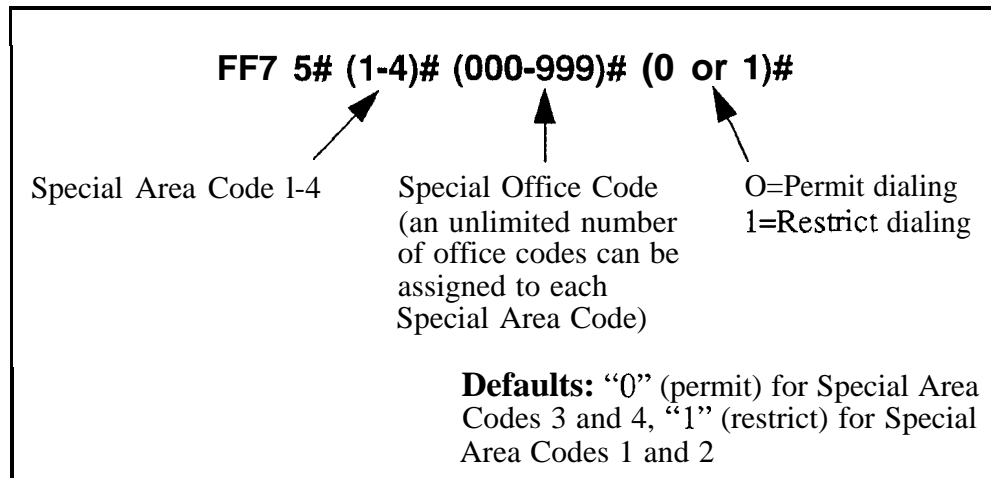 FF7 5# (1-4)# (000-999)# (0 or 1)#
Special Area Code l-4
Special Office Code
(an unlimited number
of office codes can be
assigned to each
Special Area Code)
O=Permit dialing
1=Restrict dialing
Defaults: “0” (permit) for Special Area
Codes 3 and 4, “1” (restrict) for Special
Area Codes 1 and 2